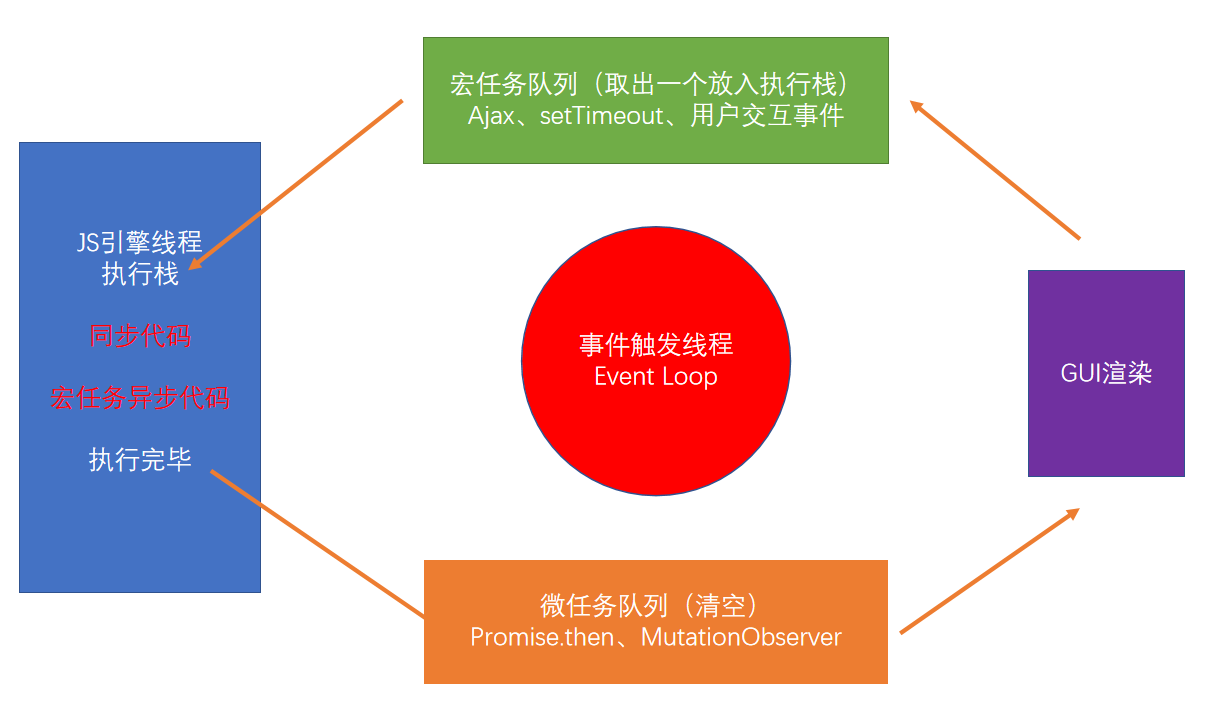 宏任务队列（取出一个放入执行栈）
Ajax、setTimeout、用户交互事件
JS引擎线程
执行栈
同步代码
宏任务异步代码
执行完毕
事件触发线程
Event Loop
GUI渲染
微任务队列（清空）
Promise.then、MutationObserver